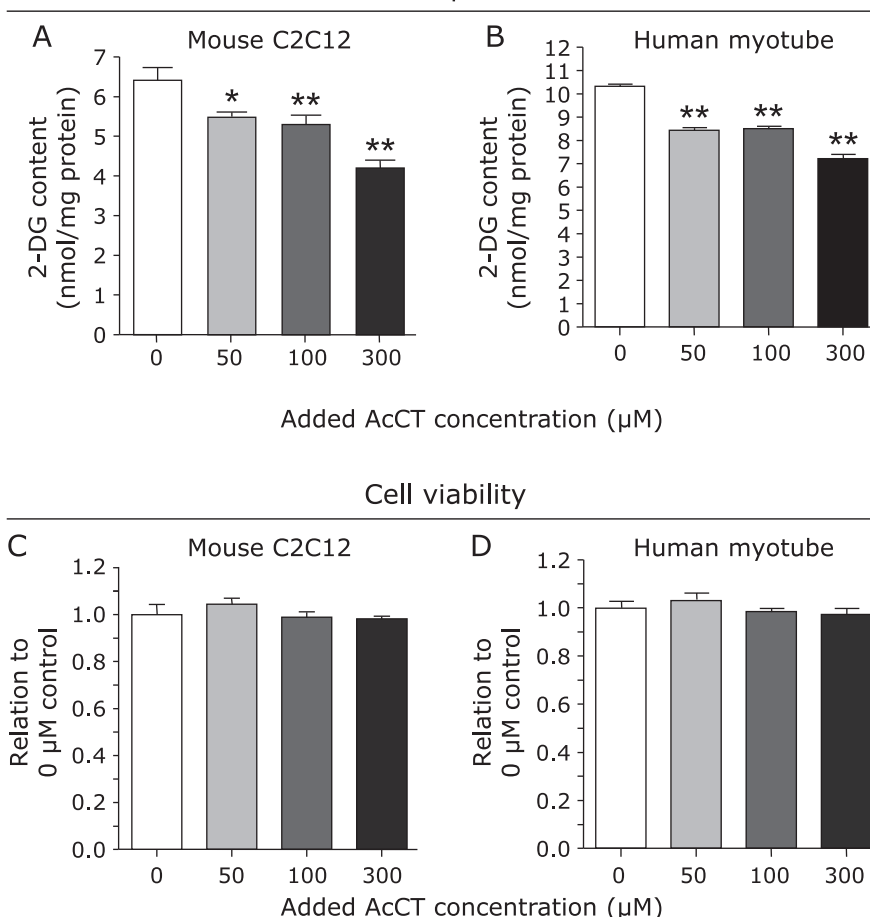 A
Mouse C2C12
2-DG content
(nmol/mg protein)
7
6
5
4
3
2
1
0
*
**
**
0 50 100 300
B
Human myotube
2-DG content
(nmol/mg protein)
12
11
10
9
8
7
6
5
4
3
2
1
0
**
**
**
0 50 100 300
Added AcCT concentration (µM)
Cell viability
C
Mouse C2C12
Relation to
0 µM control
1.2
1.0
0.8
0.6
0.4
0.2
0.0
0 50 100 300
D
Human myotube
Relation to
0 µM control
1.2
1.0
0.8
0.6
0.4
0.2
0.0
0 50 100 300
Added AcCT concentration (µM)